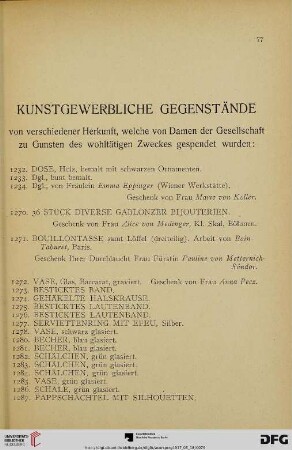 77
KUNSTGEWERBLICHE GEGENSTÄNDE
von verschiedener Herkunft, welche von Damen der Gesellschaft
zu Gunsten des wohltätigen Zweckes gespendet wurden:
1232. DOSE, Holz, bemalt mit schwarzen Ornamenten.
1233. Dgl., bunt bemalt.
1234. Dgl., von Fräulein Emma (Wiener Werkstätte).
Geschenk von Frau von Keller.
1270. 36 STÜCK DIVERSE GABLONZER BIJOUTERIEN.
Geschenk von Frau Alice von Medinger, Kl. Skal, Böhmen.
1271. BOUILLONTASSE samt Löffel (dreiteilig). Arbeit von
Paris.
Geschenk Ihrer Durchlaucht Frau Fürstin Pauline von Metternich-
Sándor.
1272. VASE, Glas, Baccarat, graviert. Geschenk von Frau Anna
1273. BESTICKTES BAND.
1274. GEHÄKELTE HALSKRAUSE.
1275. BESTICKTES LAUTENBAND.
1276. BESTICKTES LAUTENBAND.
1277. SERVIETTENRING MIT EFEU, Silber.
1278. VASE, schwarz glasiert.
1280. BECHER, blau glasiert.
1281. BECHER, blau glasiert.
1282. SCHÄLCHEN, grün glasiert.
1283. SCHÄLCHEN, grün glasiert.
1284. SCHÄLCHEN, grün glasiert.
1285. VASE, grün glasiert.
1286. SCHALE, grün glasiert.
1287. PAPPSCHACHTEL MIT SILHOUETTEN.
UNIVERSITÄTS-
BIBLIOTHEK
HEIDELBERG
DFG